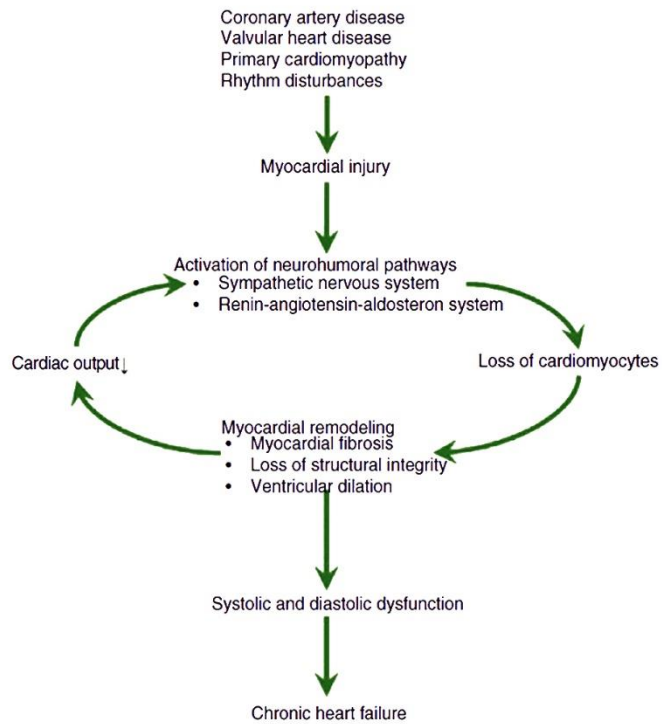 Coronary artery disease
Valvular heart disease
Primary cardiomyopathy
Rhythm disturbances
Myocardial injury
Activation of neurohumoral pathways
• Sympathetic nervous system
• Renin-angiotensin-aldosteron system
Cardiac output↓
Loss of cardiomyocytes
Myocardial remodeling
• Myocardial fibrosis
• Loss of structural integrity
• Ventricular dilation
Systolic and diastolic dysfunction
Chronic heart failure